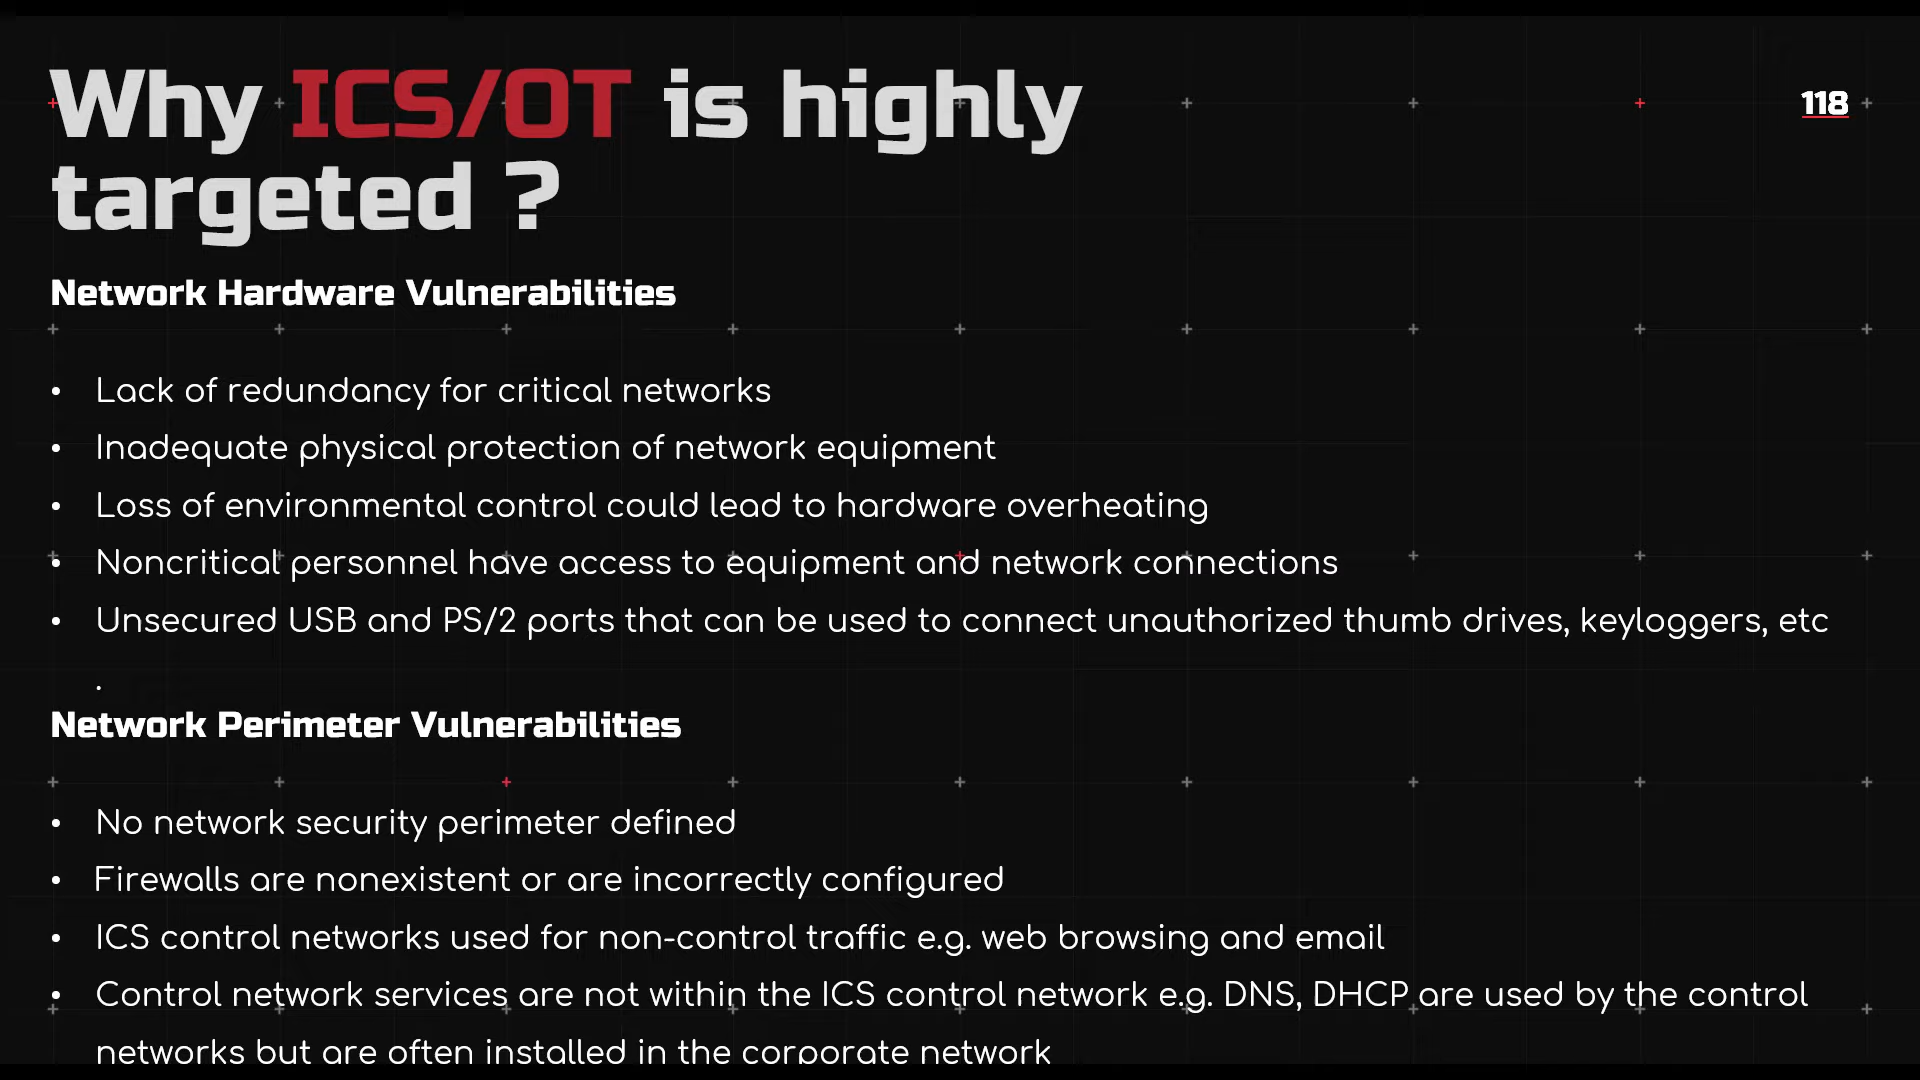 Why ICS/OT is highly
targeted ?
118
Network Hardware Vulnerabilities
• Lack of redundancy for critical networks
• Inadequate physical protection of network equipment
• Loss of environmental control could lead to hardware overheating
• Noncritical personnel have access to equipment and network connections
• Unsecured USB and PS/2 ports that can be used to connect unauthorized thumb drives, keyloggers, etc
.
Network Perimeter Vulnerabilities
• No network security perimeter defined
• Firewalls are nonexistent or are incorrectly configured
• ICS control networks used for non-control traffic e.g. web browsing and email
• Control network services are not within the ICS control network e.g. DNS, DHCP are used by the control
networks but are often installed in the corporate network